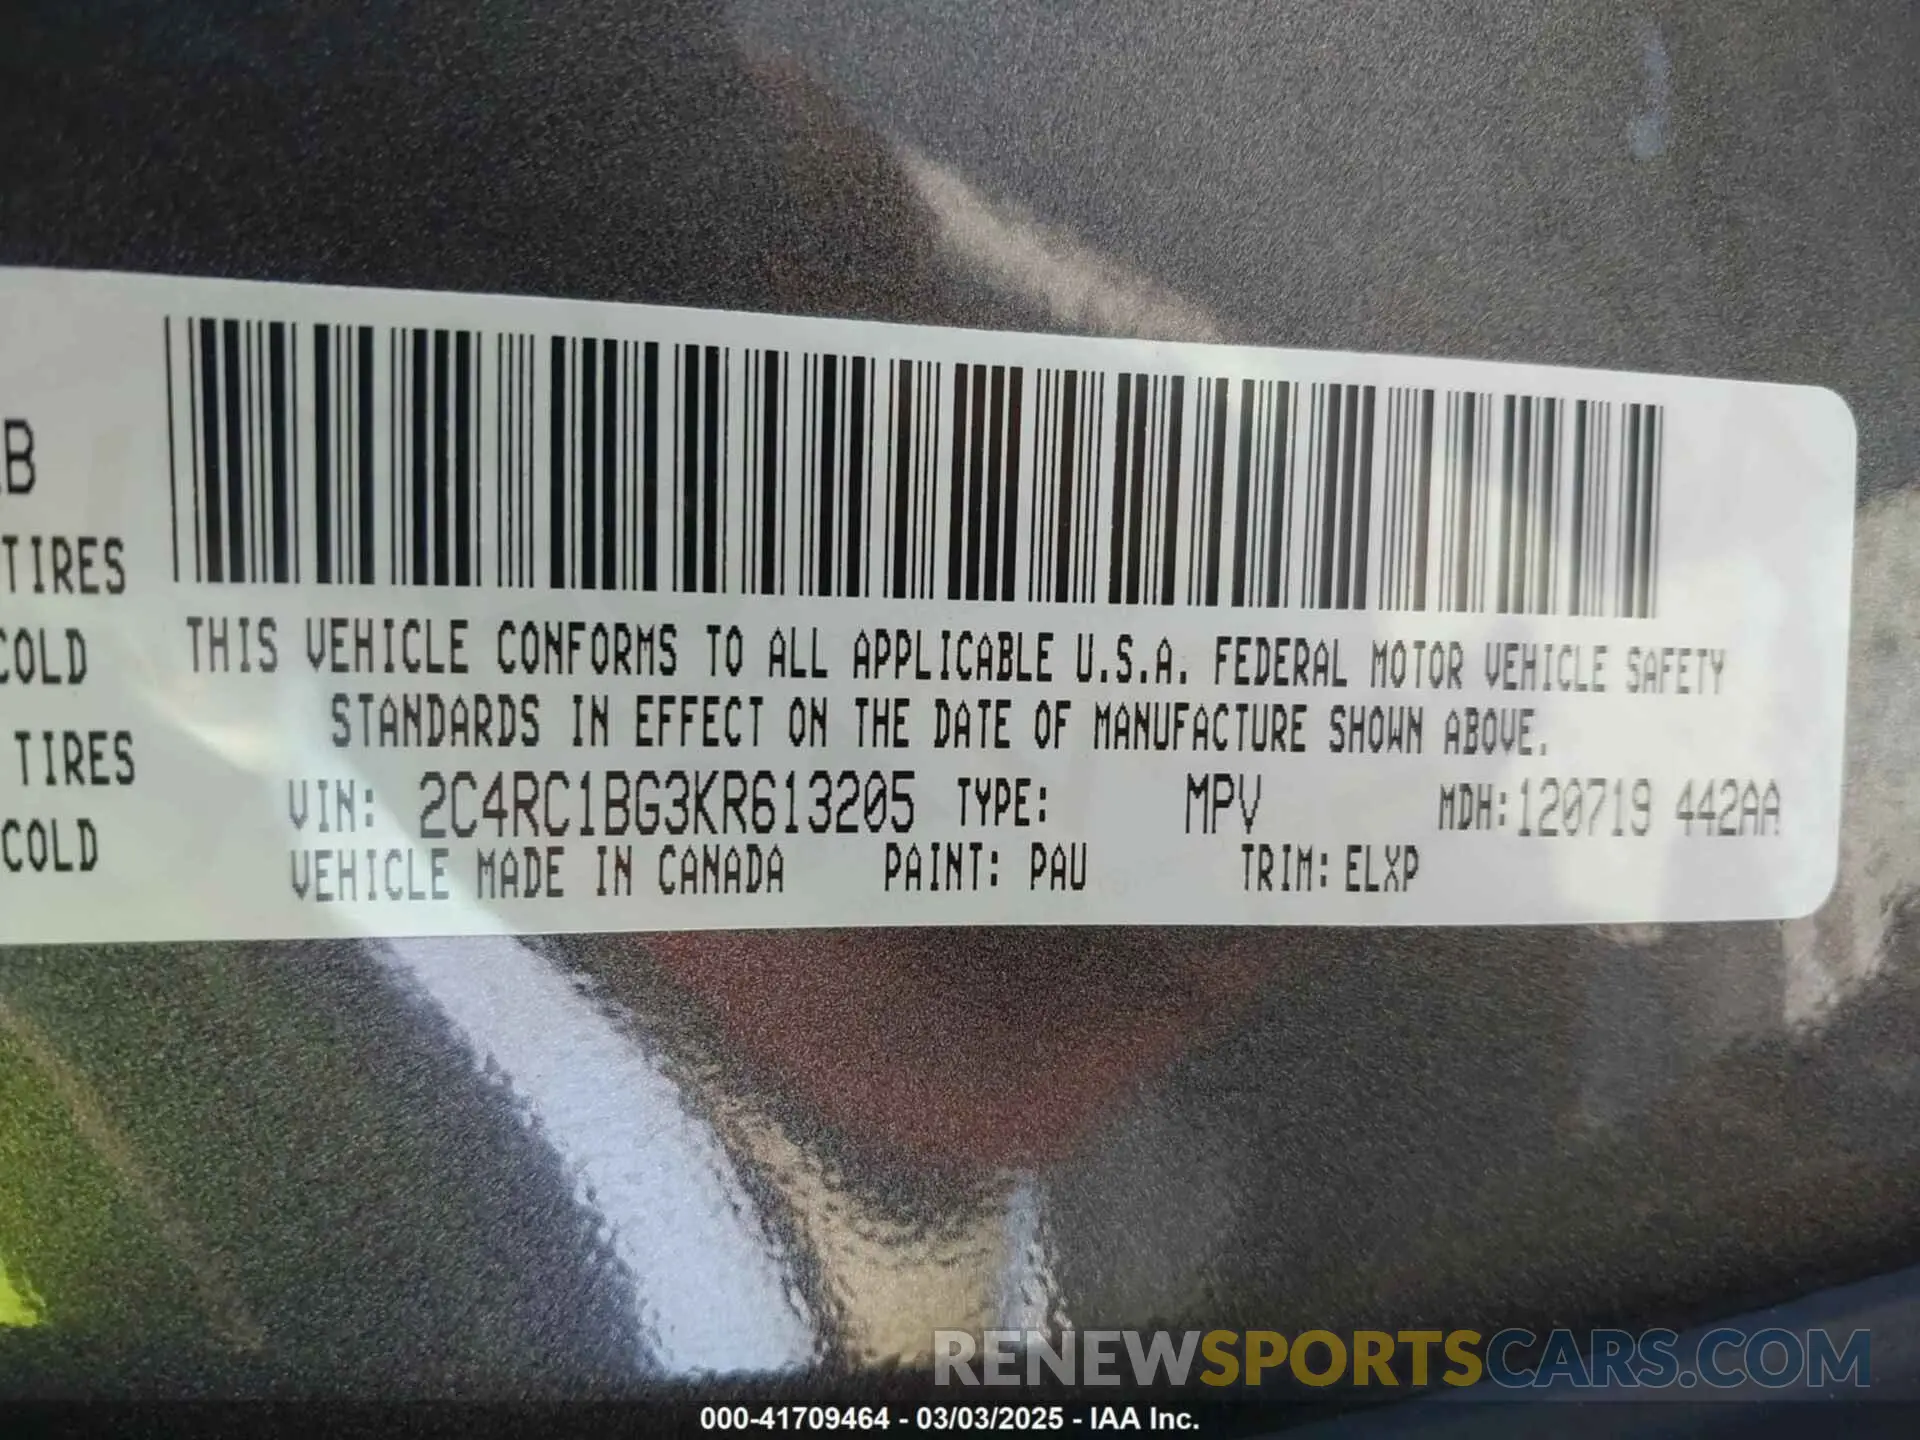 B
TIRES
COLD
TIRES
COLD
THIS VEHICLE CONFORMS TO ALL APPLICABLE U.S.A. FEDERAL MOTOR VEHICLE SAFETY
STANDARDS IN EFFECT ON THE DATE OF MANUFACTURE SHOWN ABOVE.
VIN: 2C4RC1BG3KR613205 TYPE: MPV MDH:120719 442AA
VEHICLE MADE IN CANADA PAINT: PAU TRIM: ELXP
RENEWSPORTSCARS.COM
000-41709464 - 03/03/2025 - IAA Inc.